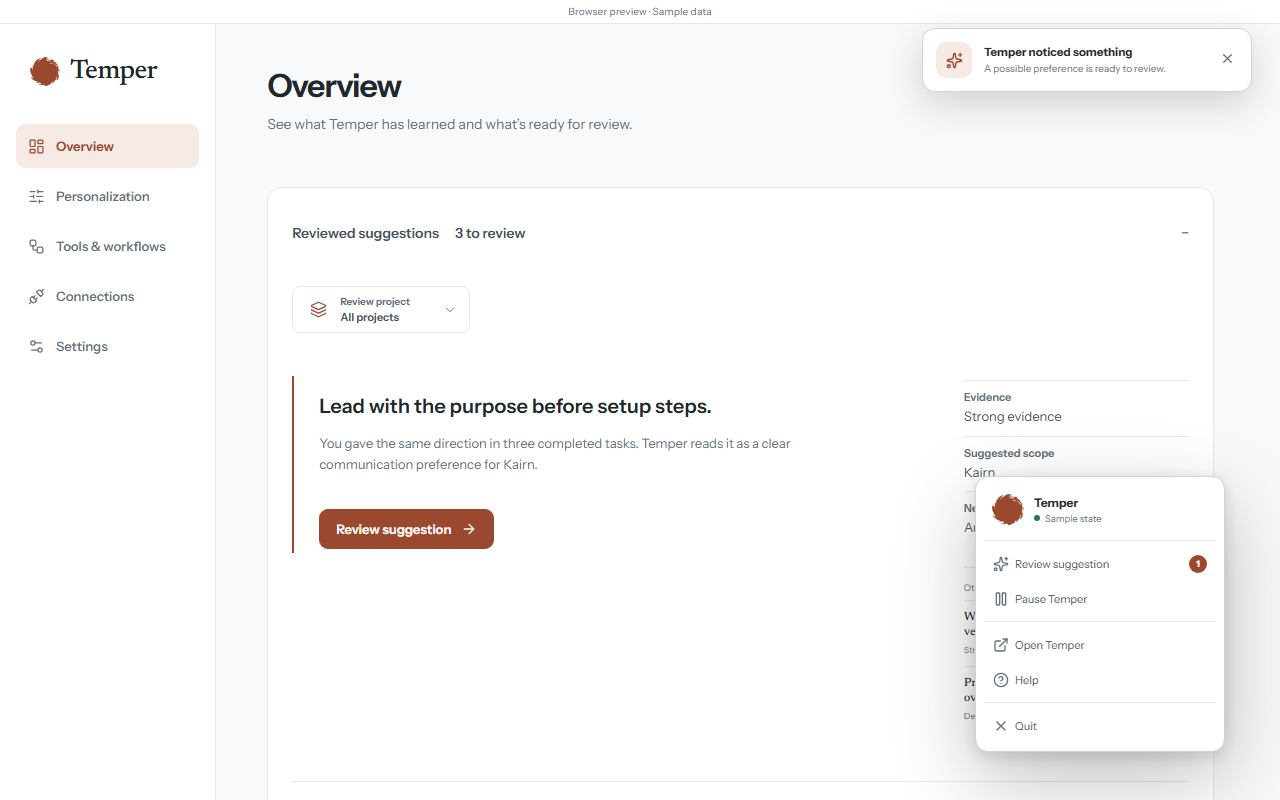 Browser preview · Sample data
Temper
Overview
Personalization
Tools & workflows
Connections
Settings
Overview
See what Temper has learned and what's ready for review.
Temper noticed something
A possible preference is ready to review.
Reviewed suggestions 3 to review
Review project
All projects
Lead with the purpose before setup steps.
You gave the same direction in three completed tasks. Temper reads it as a clear
communication preference for Kairn.
Review suggestion
Evidence
Strong evidence
Suggested scope
Kairn
Temper
Sample state
Review suggestion 1
Pause Temper
Open Temper
Help
Quit